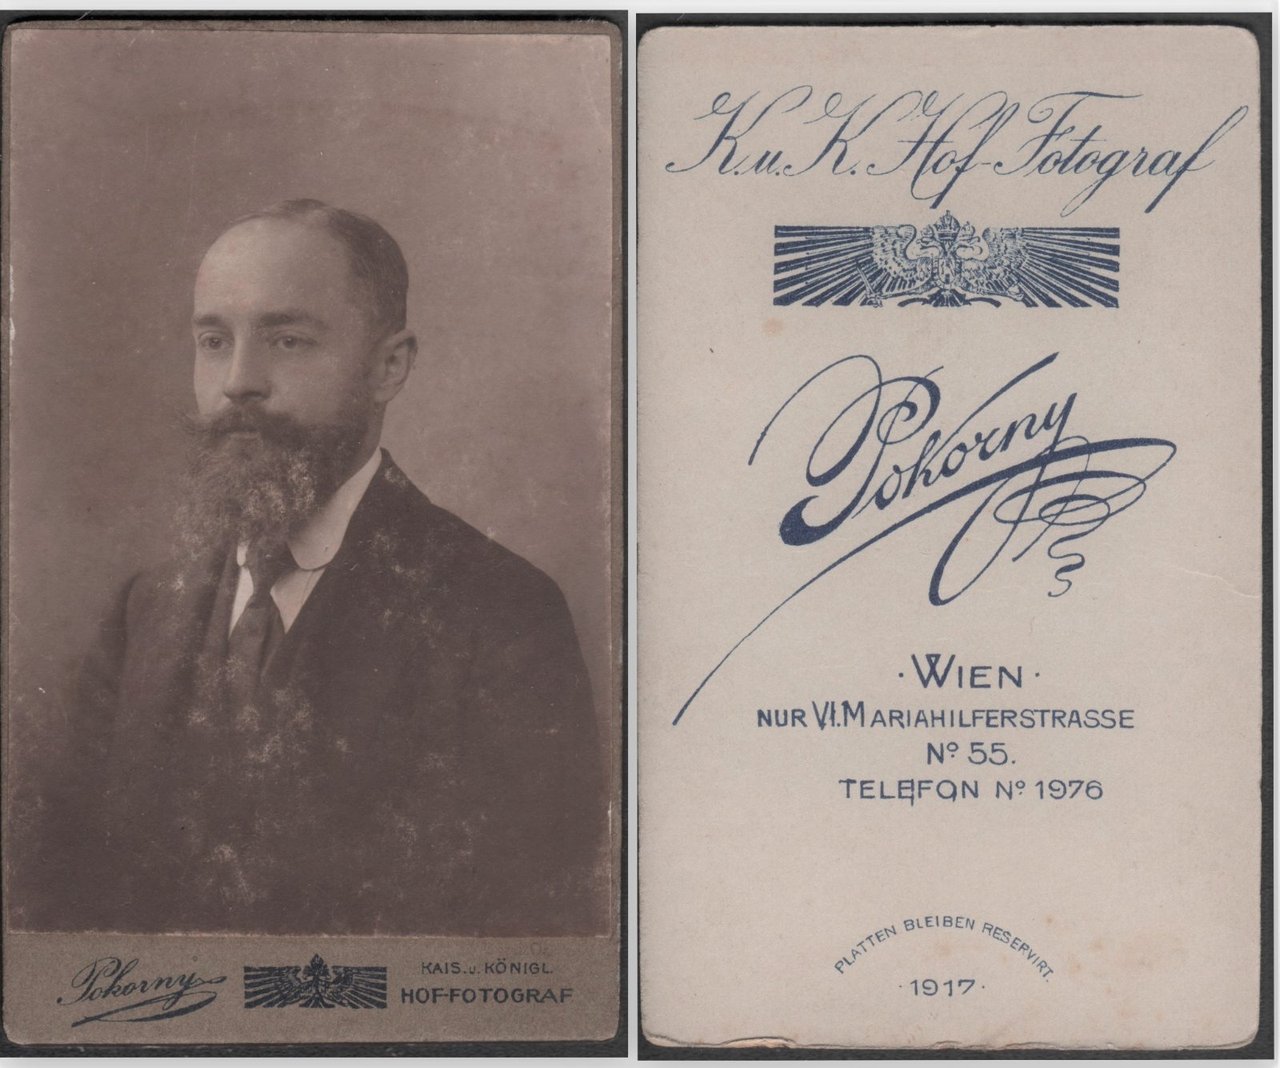 Pokorny
KAIS. u. KÖNIGL.
HOF-FOTOGRAF
K. u. K. Hof-Fotograf
Pokorny
·WIEN·
NUR VI. MARIAHILFERSTRASSE
Nº 55.
TELEFON Nº 1976
PLATTEN BLEIBEN RESERVIRT
·1917·